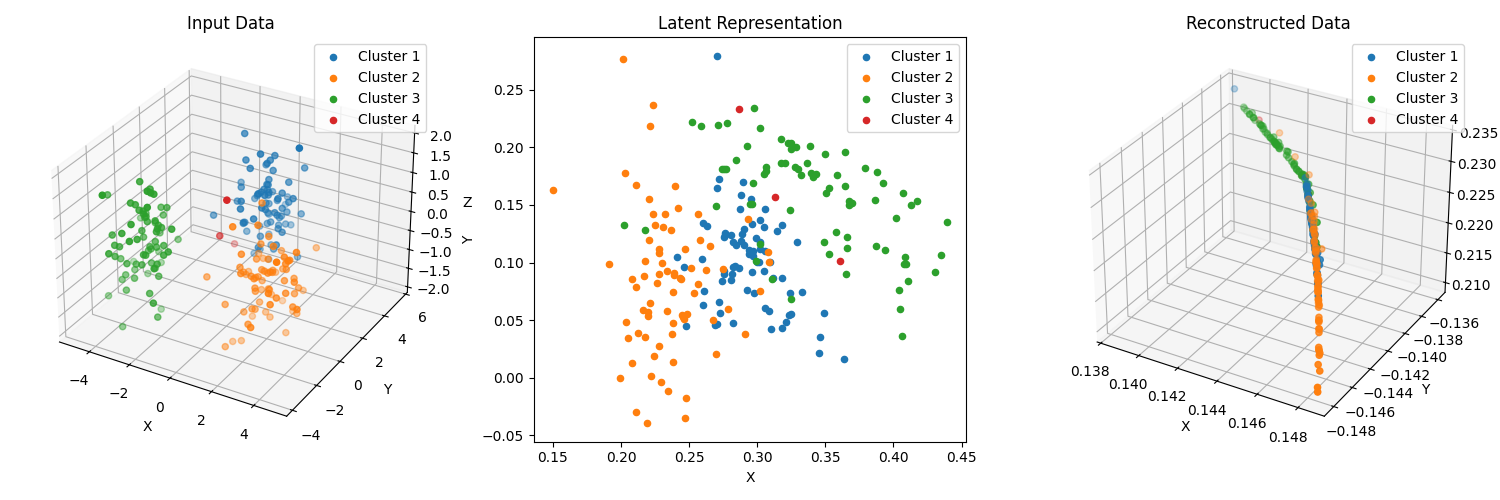 Input Data
Cluster 1
Cluster 2
Cluster 3
Cluster 4
2.0
1.5
1.0
0.5
0.0
−0.5
−1.0
−1.5
−2.0
Z
Y
6
4
2
0
−2
−4
Y
−4
−2
0
2
4
X
Latent Representation
Cluster 1
Cluster 2
Cluster 3
Cluster 4
0.25
0.20
0.15
0.10
0.05
0.00
−0.05
0.15
0.20
0.25
0.30
0.35
0.40
0.45
X
Reconstructed Data
Cluster 1
Cluster 2
Cluster 3
Cluster 4
0.235
0.230
0.225
0.220
0.215
0.210
−0.136
−0.138
−0.140
−0.142
−0.144
−0.146
−0.148
Y
0.138
0.140
0.142
0.144
0.146
0.148
X